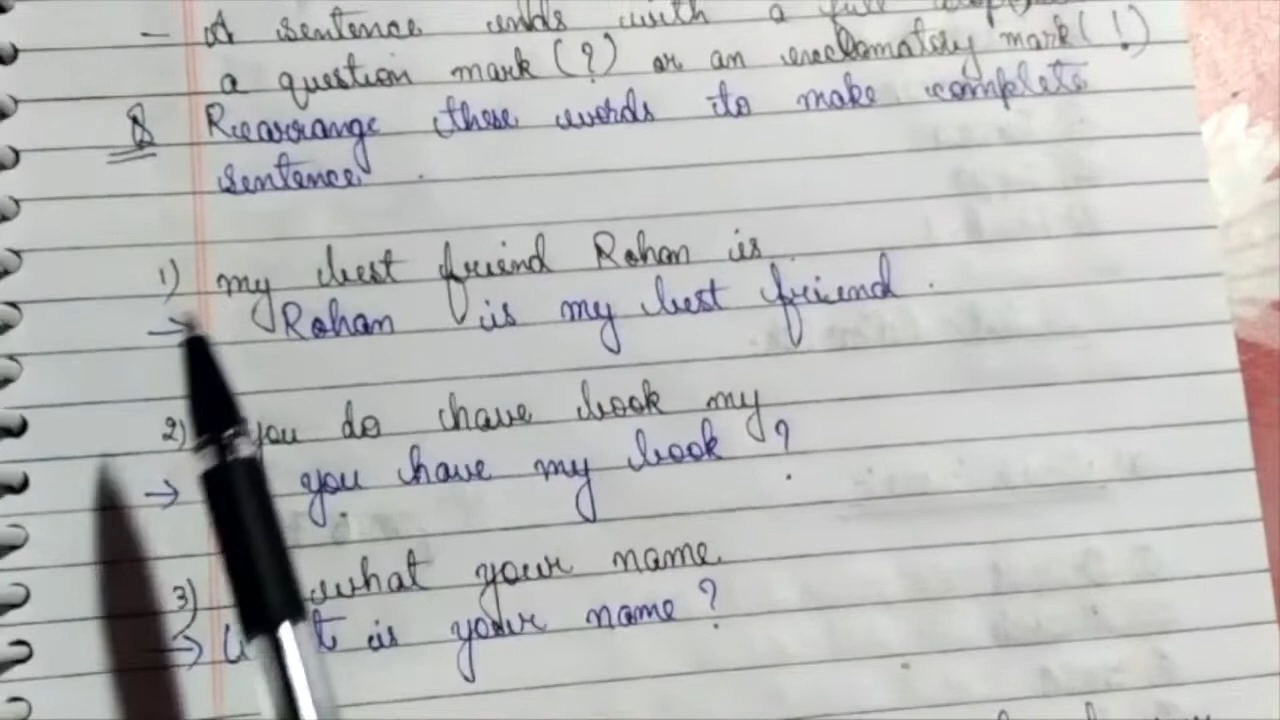 - A sentence ends with a full
a question mark (?) or an exclamatory mark (!)
Q Rearrange these words to make complete
sentence.
1) my best friend Rohan is
→ Rohan is my best friend.
2) you do have book my
→ you have my book ?
3) what your name
→ is your name ?